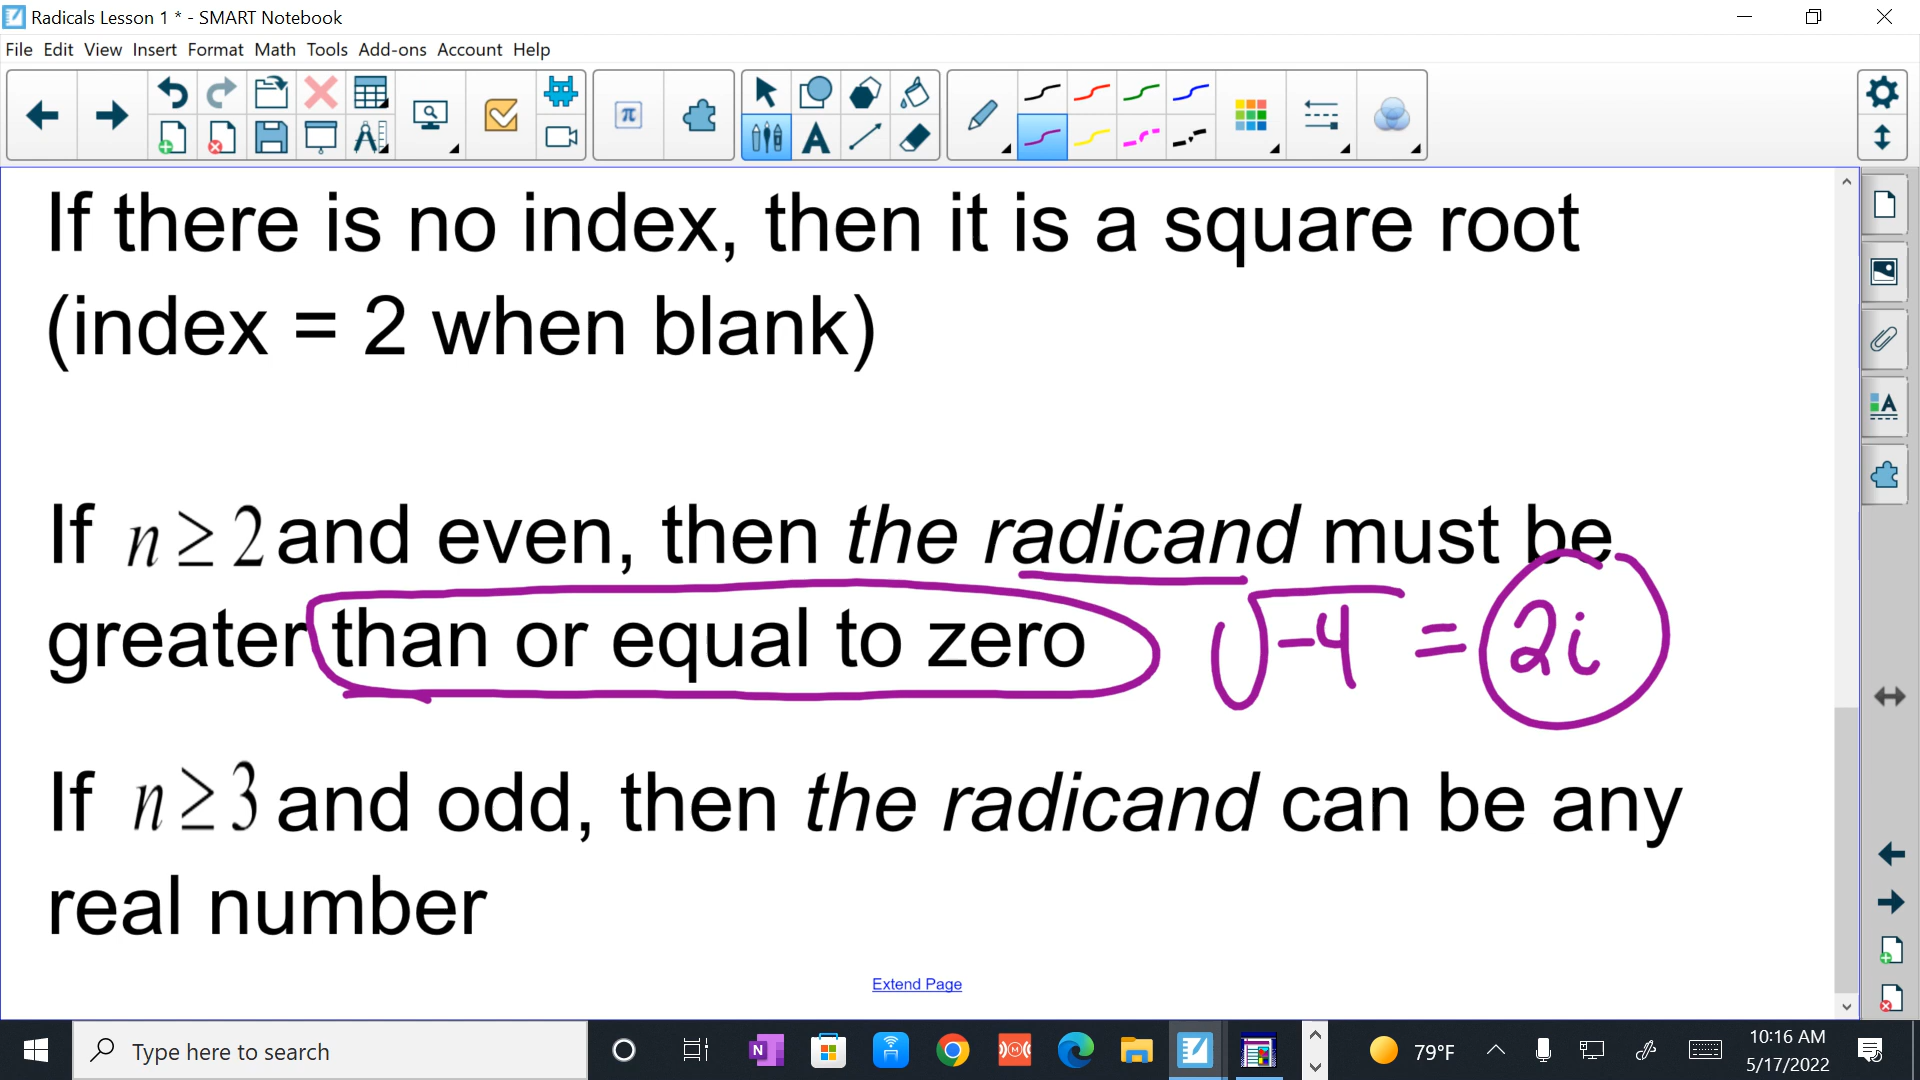 Radicals Lesson 1 * - SMART Notebook
File Edit View Insert Format Math Tools Add-ons Account Help
If there is no index, then it is a square root
(index = 2 when blank)
If n ≥ 2 and even, then the radicand must be
greater than or equal to zero √-4 = 2i
If n ≥ 3 and odd, then the radicand can be any
real number
Extend Page
Type here to search
79°F
10:16 AM
5/17/2022